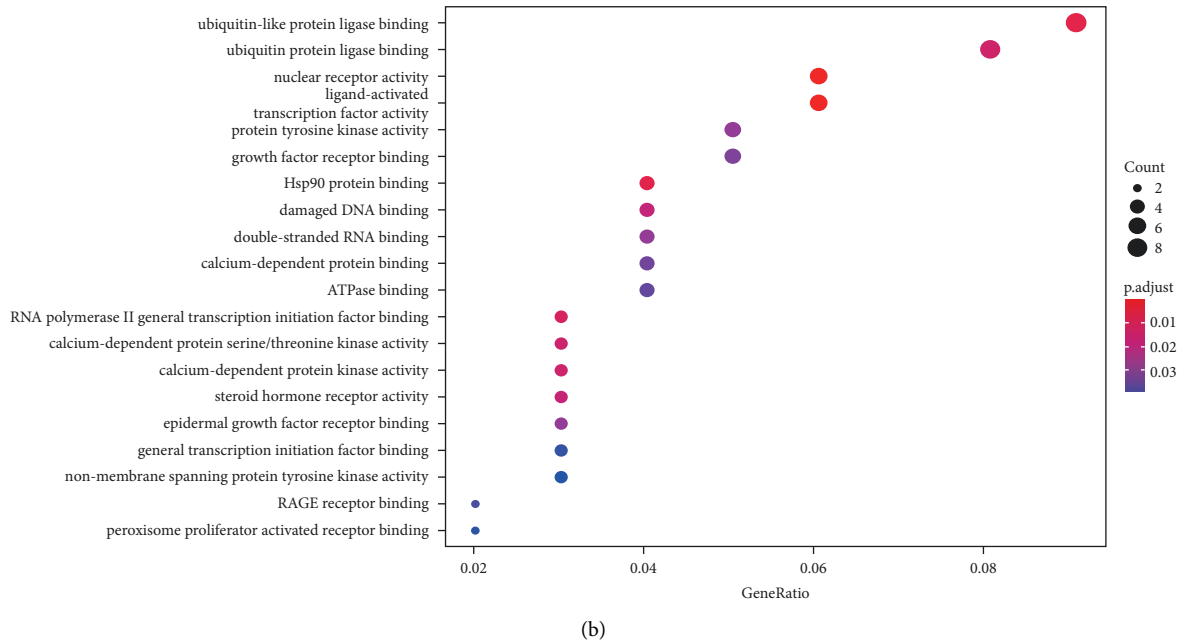 ubiquitin-like protein ligase binding
ubiquitin protein ligase binding
nuclear receptor activity
ligand-activated
transcription factor activity
protein tyrosine kinase activity
growth factor receptor binding
Hsp90 protein binding
damaged DNA binding
double-stranded RNA binding
calcium-dependent protein binding
ATPase binding
RNA polymerase II general transcription initiation factor binding
calcium-dependent protein serine/threonine kinase activity
calcium-dependent protein kinase activity
steroid hormone receptor activity
epidermal growth factor receptor binding
general transcription initiation factor binding
non-membrane spanning protein tyrosine kinase activity
RAGE receptor binding
peroxisome proliferator activated receptor binding
0.02
0.04
0.06
0.08
GeneRatio
Count
2
4
6
8
p.adjust
0.01
0.02
0.03
(b)